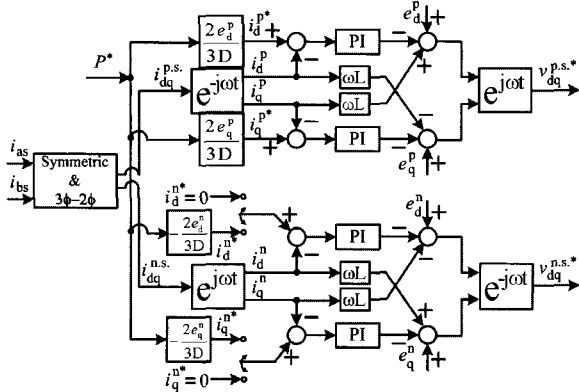 P*
i_as
i_bs
Symmetric
&
3ϕ−2ϕ
2e_d^p
3D
i_d^p* +
e^-jωt
i_dq^p.s.
i_d^p
i_q^p
2e_q^p
3D
i_q^p*
+
−
−
PI
ωL
ωL
PI
e_d^p
− +
+
−
− +
e_q^p
e^jωt
v_dq^p.s.*
i_d^n* = 0
− 2e_d^n
3D
i_d^n*
+
−
i_dq^n.s.
e^jωt
i_d^n
i_q^n
− 2e_q^n
3D
i_q^n*
−
+
i_q^n* = 0
PI
ωL
ωL
PI
e_d^n
− +
−
+
− +
e_q^n
e^-jωt
v_dq^n.s.*